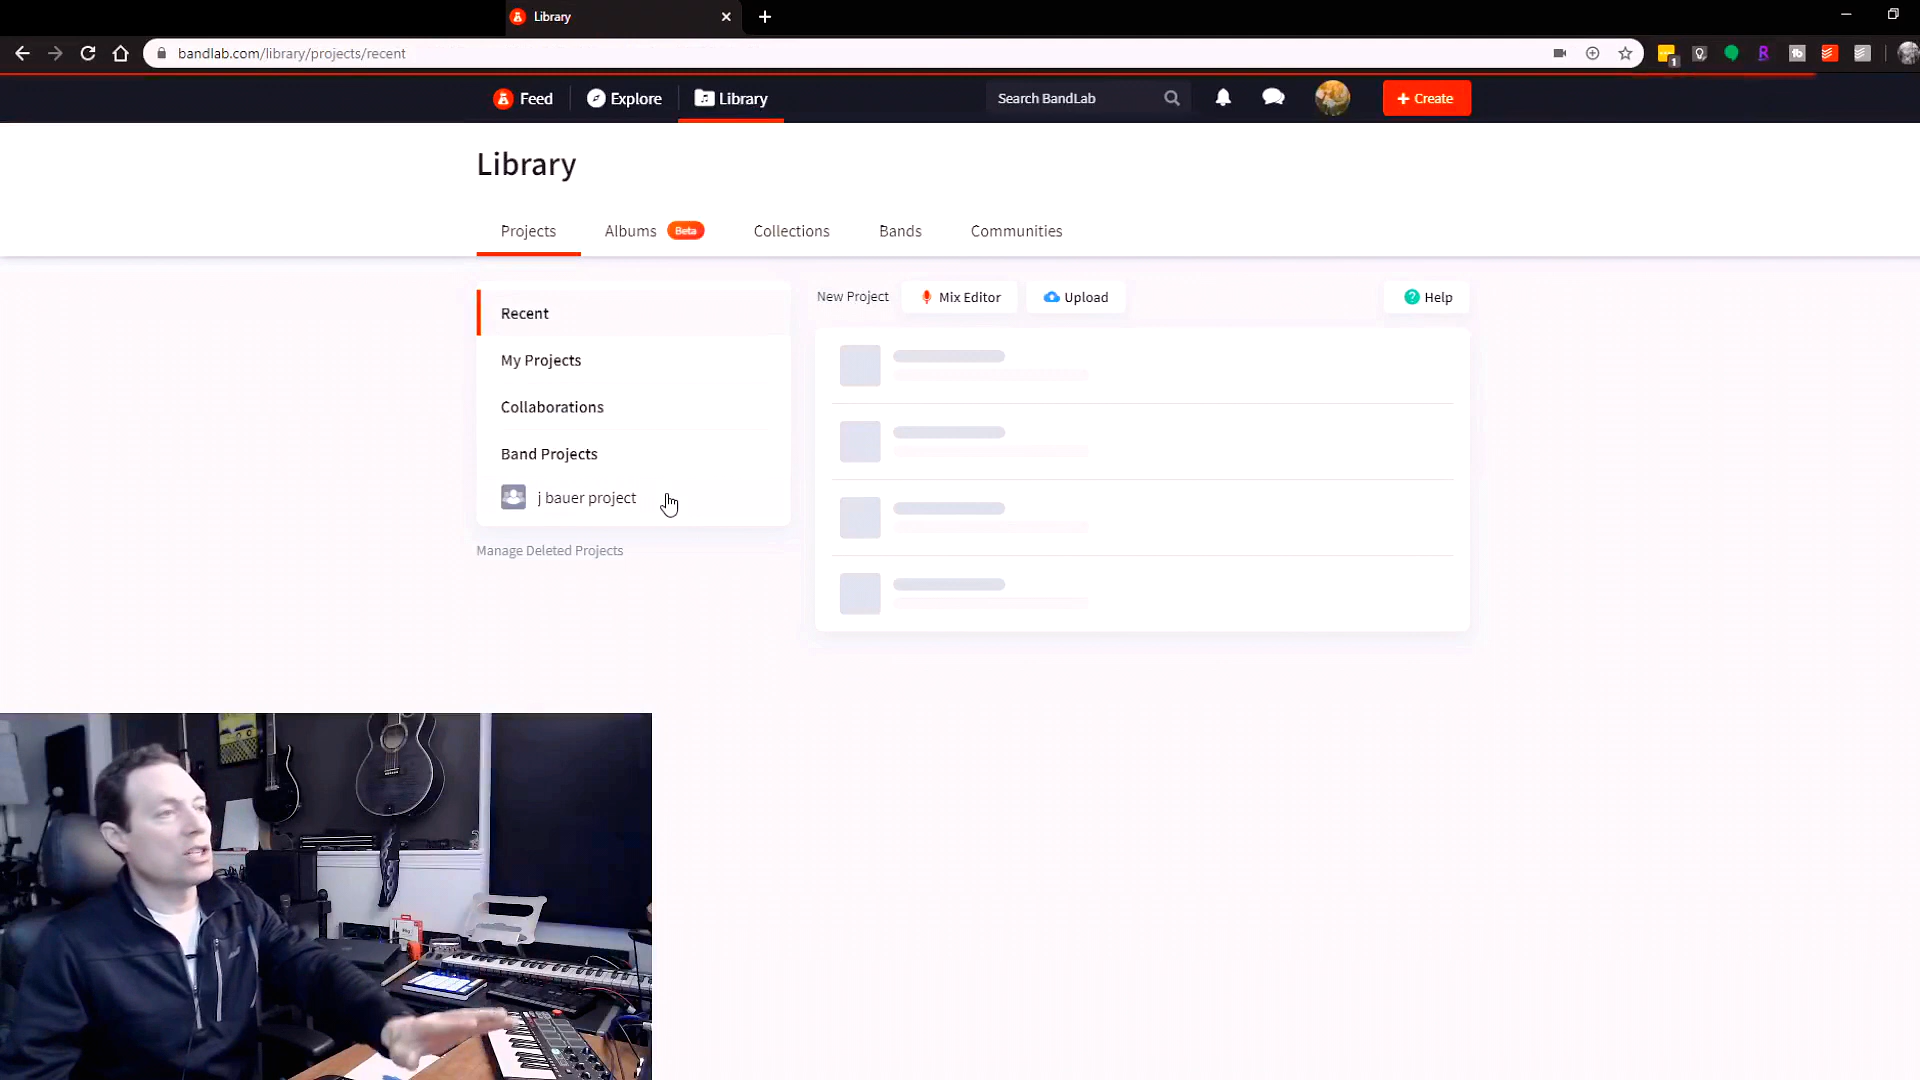 Library
bandlab.com/library/projects/recent
1
Feed
Explore
Library
Search BandLab
+ Create
Library
Projects
Albums Beta
Collections
Bands
Communities
Recent
My Projects
Collaborations
Band Projects
j bauer project
Manage Deleted Projects
New Project
Mix Editor
Upload
? Help